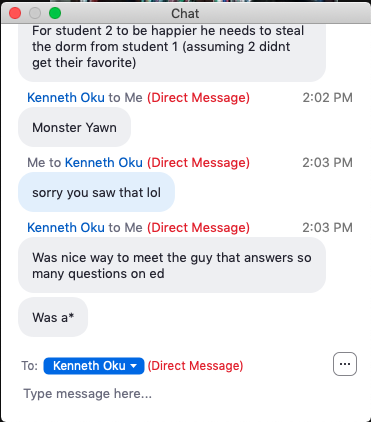 Chat
For student 2 to be happier he needs to steal
the dorm from student 1 (assuming 2 didnt
get their favorite)
Kenneth Oku to Me (Direct Message) 2:02 PM
Monster Yawn
Me to Kenneth Oku (Direct Message) 2:03 PM
sorry you saw that lol
Kenneth Oku to Me (Direct Message) 2:03 PM
Was nice way to meet the guy that answers so
many questions on ed
Was a*
To: Kenneth Oku (Direct Message)
Type message here...